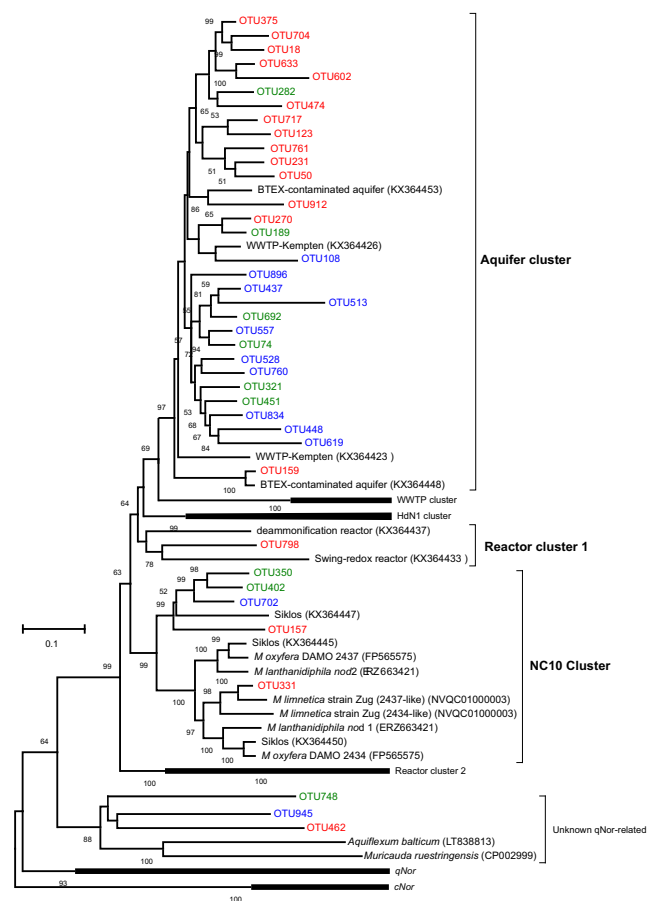 99
OTU375
OTU704
99
OTU18
OTU633
OTU602
100
OTU282
OTU474
65 53
OTU717
OTU123
OTU761
OTU231
51
51
OTU50
BTEX-contaminated aquifer (KX364453)
86
OTU912
65
OTU270
OTU189
WWTP-Kempten (KX364426)
OTU108
Aquifer cluster
OTU896
59
OTU437
81
OTU513
55
OTU692
OTU557
57
OTU74
94
72
OTU528
OTU760
OTU321
OTU451
97
53
OTU834
68
OTU448
67
OTU619
84
69
WWTP-Kempten (KX364423 )
OTU159
100
BTEX-contaminated aquifer (KX364448)
64
WWTP cluster
100
HdN1 cluster
99
deammonification reactor (KX364437)
OTU798
Reactor cluster 1
78
Swing-redox reactor (KX364433 )
63
98
OTU350
99
OTU402
52
OTU702
99
Siklos (KX364447)
OTU157
0.1
99
Siklos (KX364445)
99
M oxyfera DAMO 2437 (FP565575)
100
M lanthanidiphila nod2 (ERZ663421)
NC10 Cluster
99
OTU331
98
100
M limnetica strain Zug (2437-like) (NVQC01000003)
100
M limnetica strain Zug (2434-like) (NVQC01000003)
97
M lanthanidiphila nod 1 (ERZ663421)
100
Siklos (KX364450)
64
100
M oxyfera DAMO 2434 (FP565575)
Reactor cluster 2
100
100
OTU748
OTU945
OTU462
Unknown qNor-related
88
Aquiflexum balticum (LT838813)
100
Muricauda ruestringensis (CP002999)
qNor
93
cNor
100